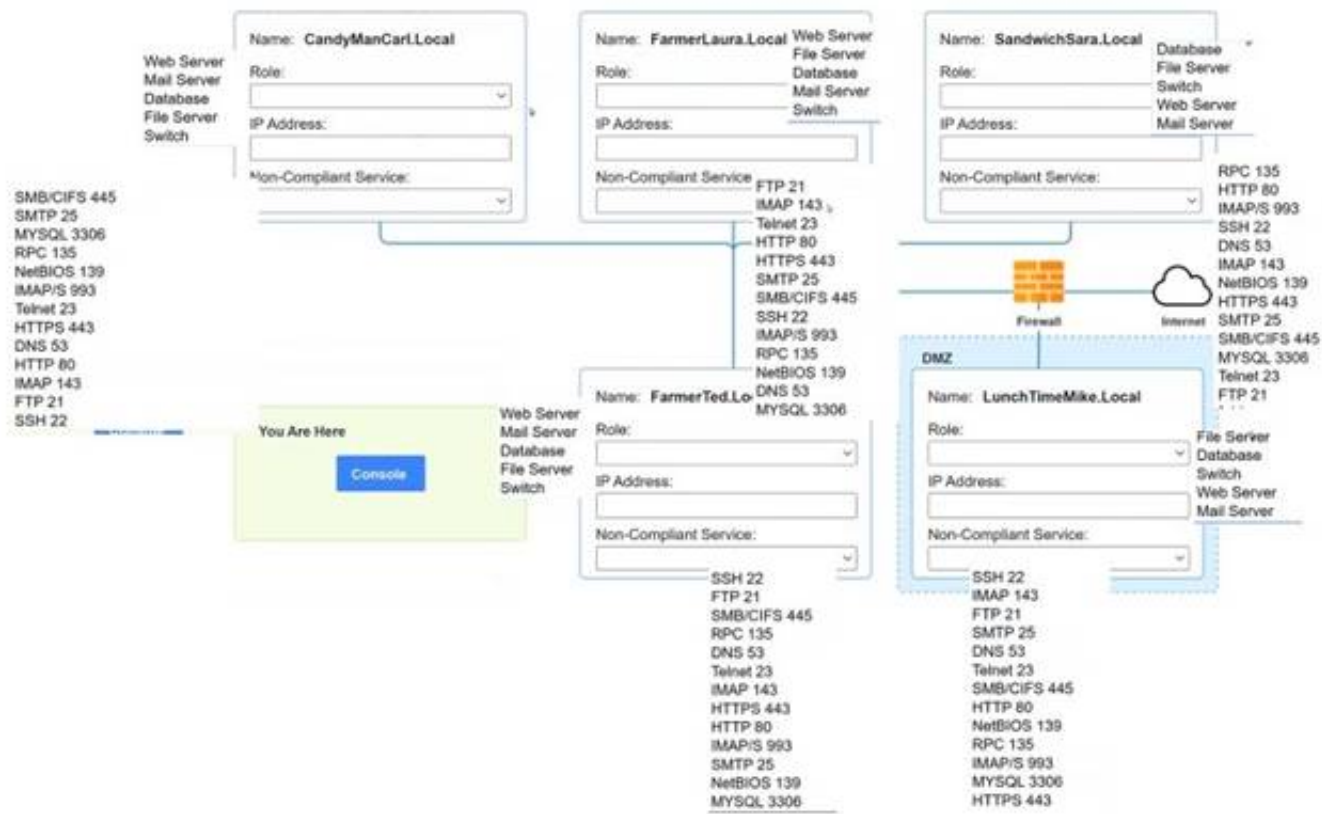 Name: CandyManCarl.Local
Role:
IP Address:
Non-Compliant Service:
Web Server
Mail Server
Database
File Server
Switch
SMB/CIFS 445
SMTP 25
MYSQL 3306
RPC 135
NetBIOS 139
IMAP/S 993
Telnet 23
HTTPS 443
DNS 53
HTTP 80
IMAP 143
FTP 21
SSH 22
Name: FarmerLaura.Local
Role:
IP Address:
Non-Compliant Service
Web Server
File Server
Database
Mail Server
Switch
FTP 21
IMAP 143
Telnet 23
HTTP 80
HTTPS 443
SMTP 25
SMB/CIFS 445
SSH 22
IMAP/S 993
RPC 135
NetBIOS 139
DNS 53
MYSQL 3306
Name: SandwichSara.Local
Role:
IP Address:
Non-Compliant Service:
Database
File Server
Switch
Web Server
Mail Server
RPC 135
HTTP 80
IMAP/S 993
SSH 22
DNS 53
IMAP 143
NetBIOS 139
HTTPS 443
SMTP 25
SMB/CIFS 445
MYSQL 3306
Telnet 23
FTP 21
Firewall
Internet
You Are Here
Console
Name: FarmerTed.Lo
Role:
IP Address:
Non-Compliant Service:
Web Server
Mail Server
Database
File Server
Switch
SSH 22
FTP 21
SMB/CIFS 445
RPC 135
DNS 53
Telnet 23
IMAP 143
HTTPS 443
HTTP 80
IMAP/S 993
SMTP 25
NetBIOS 139
MYSQL 3306
DMZ
Name: LunchTimeMike.Local
Role:
IP Address:
Non-Compliant Service:
File Server
Database
Switch
Web Server
Mail Server
SSH 22
IMAP 143
FTP 21
SMTP 25
DNS 53
Telnet 23
SMB/CIFS 445
HTTP 80
NetBIOS 139
RPC 135
IMAP/S 993
MYSQL 3306
HTTPS 443